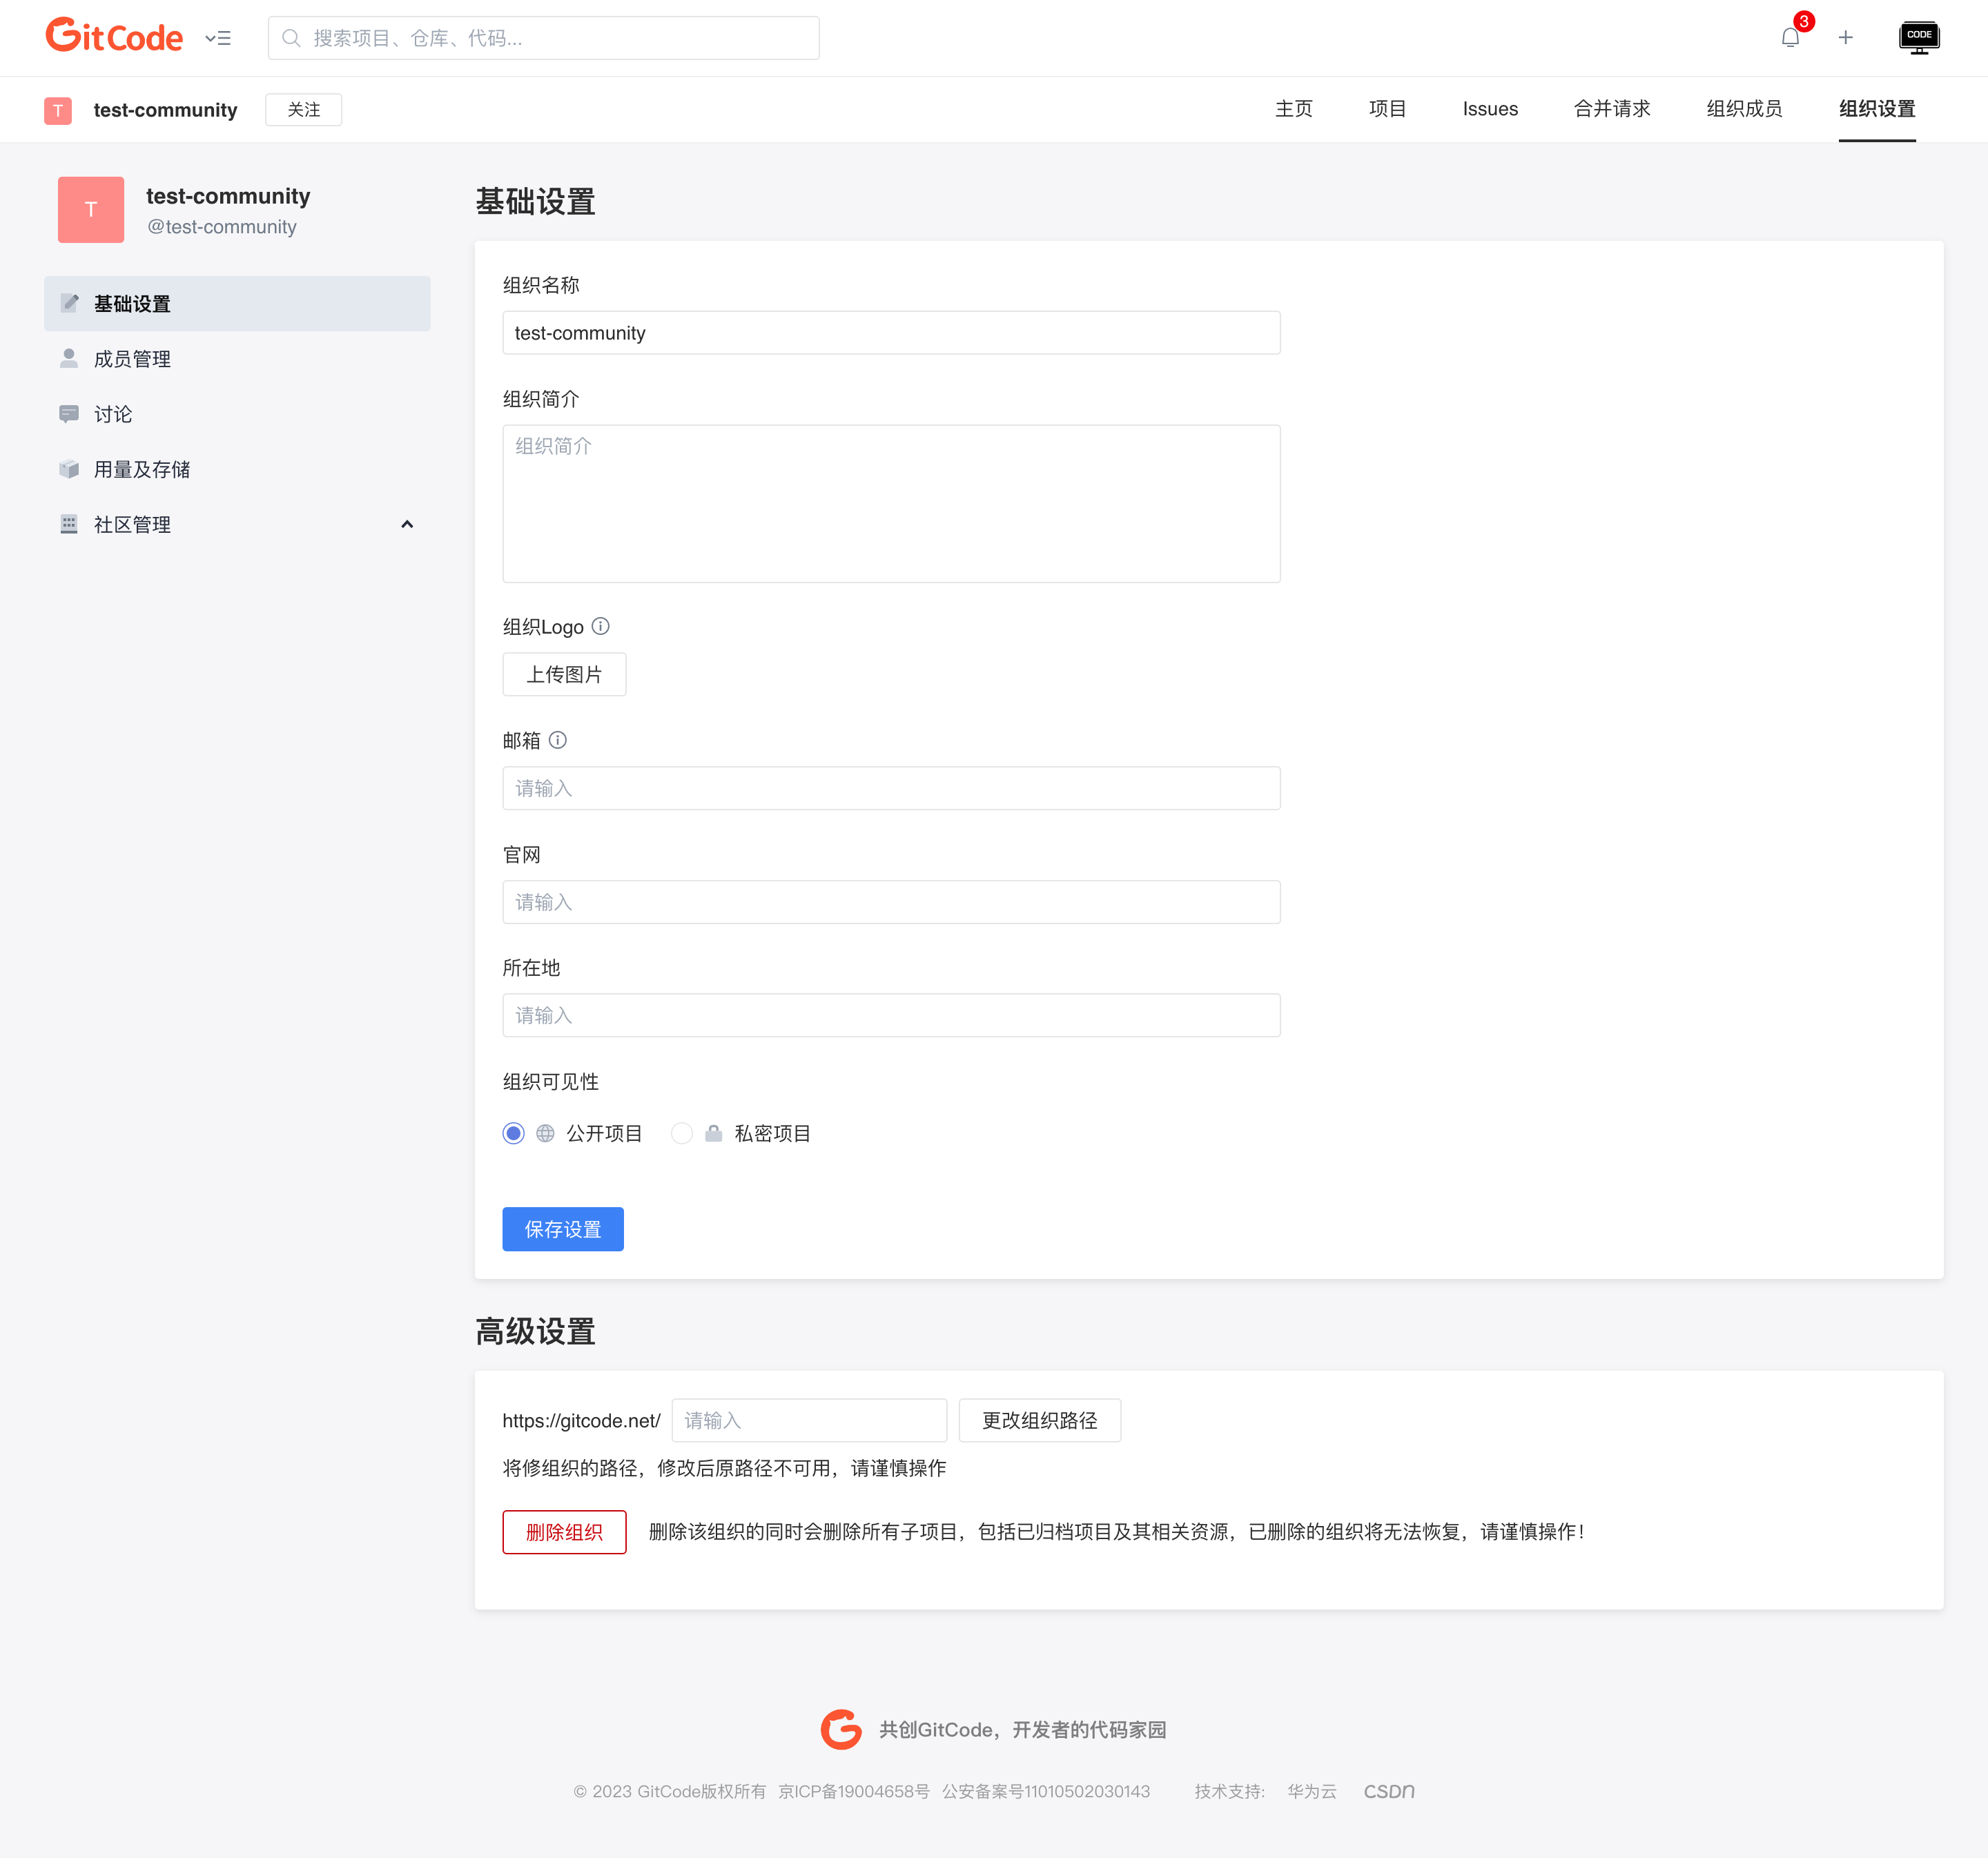 GitCode
搜索项目、仓库、代码...
3
CODE
T
test-community
关注
主页
项目
Issues
合并请求
组织成员
组织设置
T
test-community
@test-community
基础设置
成员管理
讨论
用量及存储
社区管理
基础设置
组织名称
test-community
组织简介
组织简介
组织Logo
上传图片
邮箱
请输入
官网
请输入
所在地
请输入
组织可见性
公开项目
私密项目
保存设置
高级设置
https://gitcode.net/ 请输入 更改组织路径
将修组织的路径，修改后原路径不可用，请谨慎操作
删除组织 删除该组织的同时会删除所有子项目，包括已归档项目及其相关资源，已删除的组织将无法恢复，请谨慎操作！
共创GitCode，开发者的代码家园
© 2023 GitCode版权所有 京ICP备19004658号 公安备案号11010502030143 技术支持: 华为云 CSDN